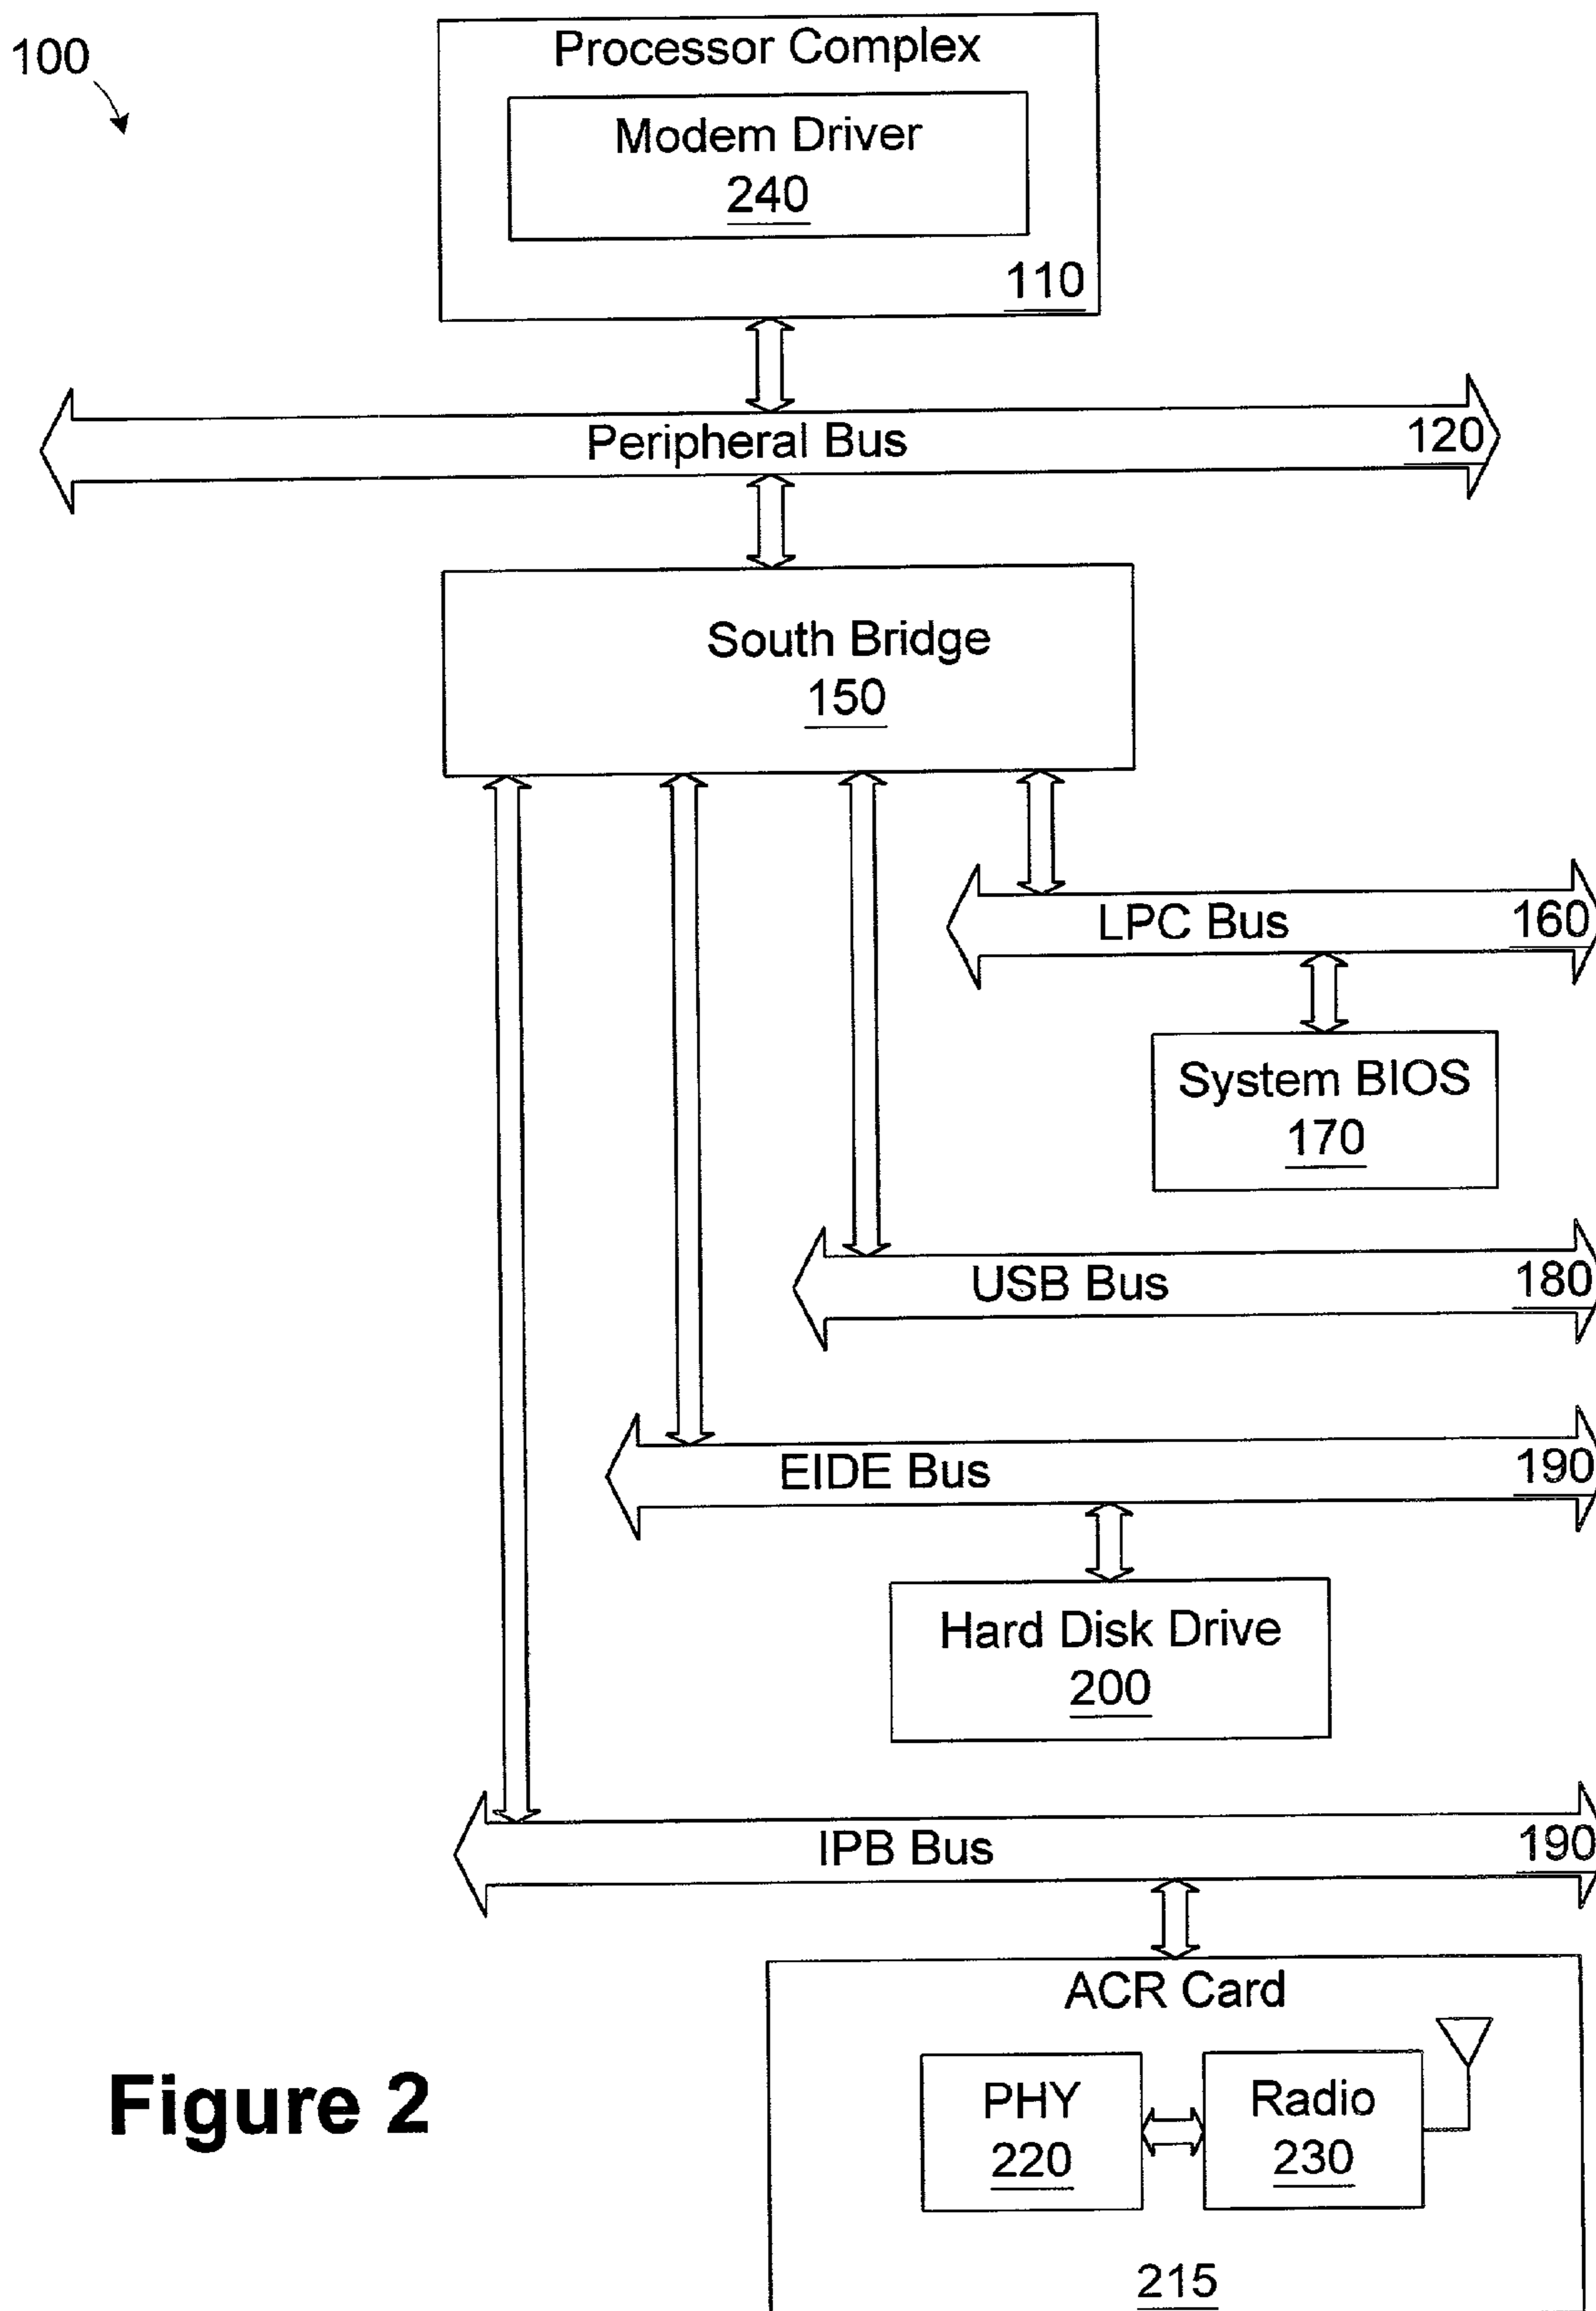 100
Processor Complex
Modem Driver
240
110
Peripheral Bus
120
South Bridge
150
LPC Bus
160
System BIOS
170
USB Bus
180
EIDE Bus
190
Hard Disk Drive
200
IPB Bus
190
ACR Card
PHY
220
Radio
230
215
Figure 2